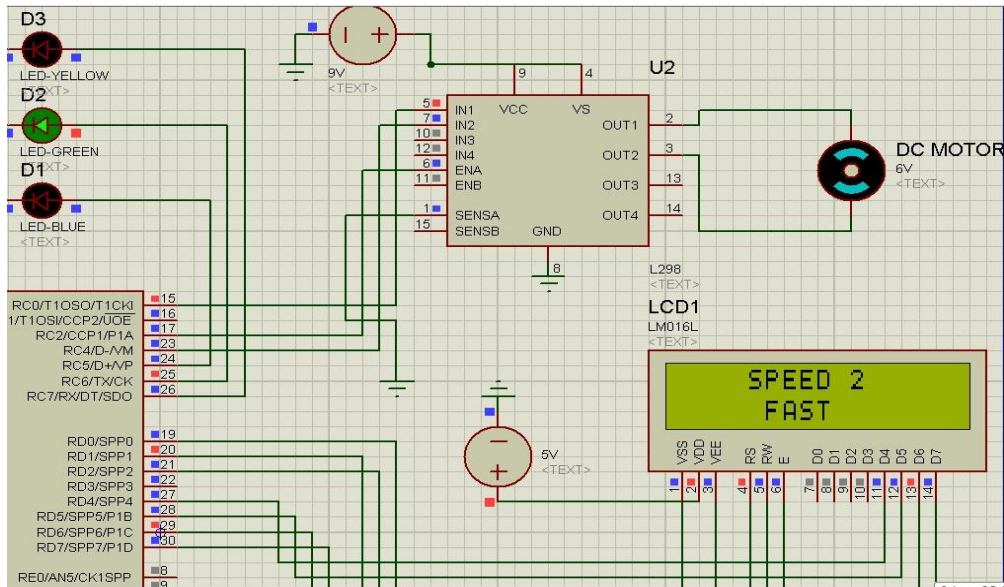 D3
LED-YELLOW
<TEXT>
D2
LED-GREEN
<TEXT>
D1
LED-BLUE
<TEXT>
9V
<TEXT>
U2
9
4
VCC
VS
5
IN1
7
IN2
10
IN3
12
IN4
6
ENA
11
ENB
1
SENSA
15
SENSB
GND
8
OUT1
2
OUT2
3
OUT3
13
OUT4
14
L298
<TEXT>
DC MOTOR
6V
<TEXT>
RC0/T1OSO/T1CKI
15
1/T1OSI/CCP2/UOE
16
RC2/CCP1/P1A
17
RC4/D-/VM
23
RC5/D+/VP
24
RC6/TX/CK
25
RC7/RX/DT/SDO
26
RD0/SPP0
19
RD1/SPP1
20
RD2/SPP2
21
RD3/SPP3
22
RD4/SPP4
27
RD5/SPP5/P1B
28
RD6/SPP6/P1C
29
RD7/SPP7/P1D
30
RE0/AN5/CK1SPP
8
9
5V
<TEXT>
LCD1
LM016L
<TEXT>
SPEED 2
FAST
VSS
VDD
VEE
RS
RW
E
D0
D1
D2
D3
D4
D5
D6
D7
1
2
3
4
5
6
7
8
9
10
11
12
13
14